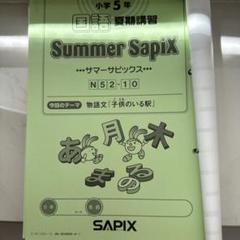 小学5年
国語 夏期講習
Summer SapiX
•••サマーサピックス•••
N52-10
今回のテーマ 物語文「子供のいる駅」
あ月木
まるの
SAPIX